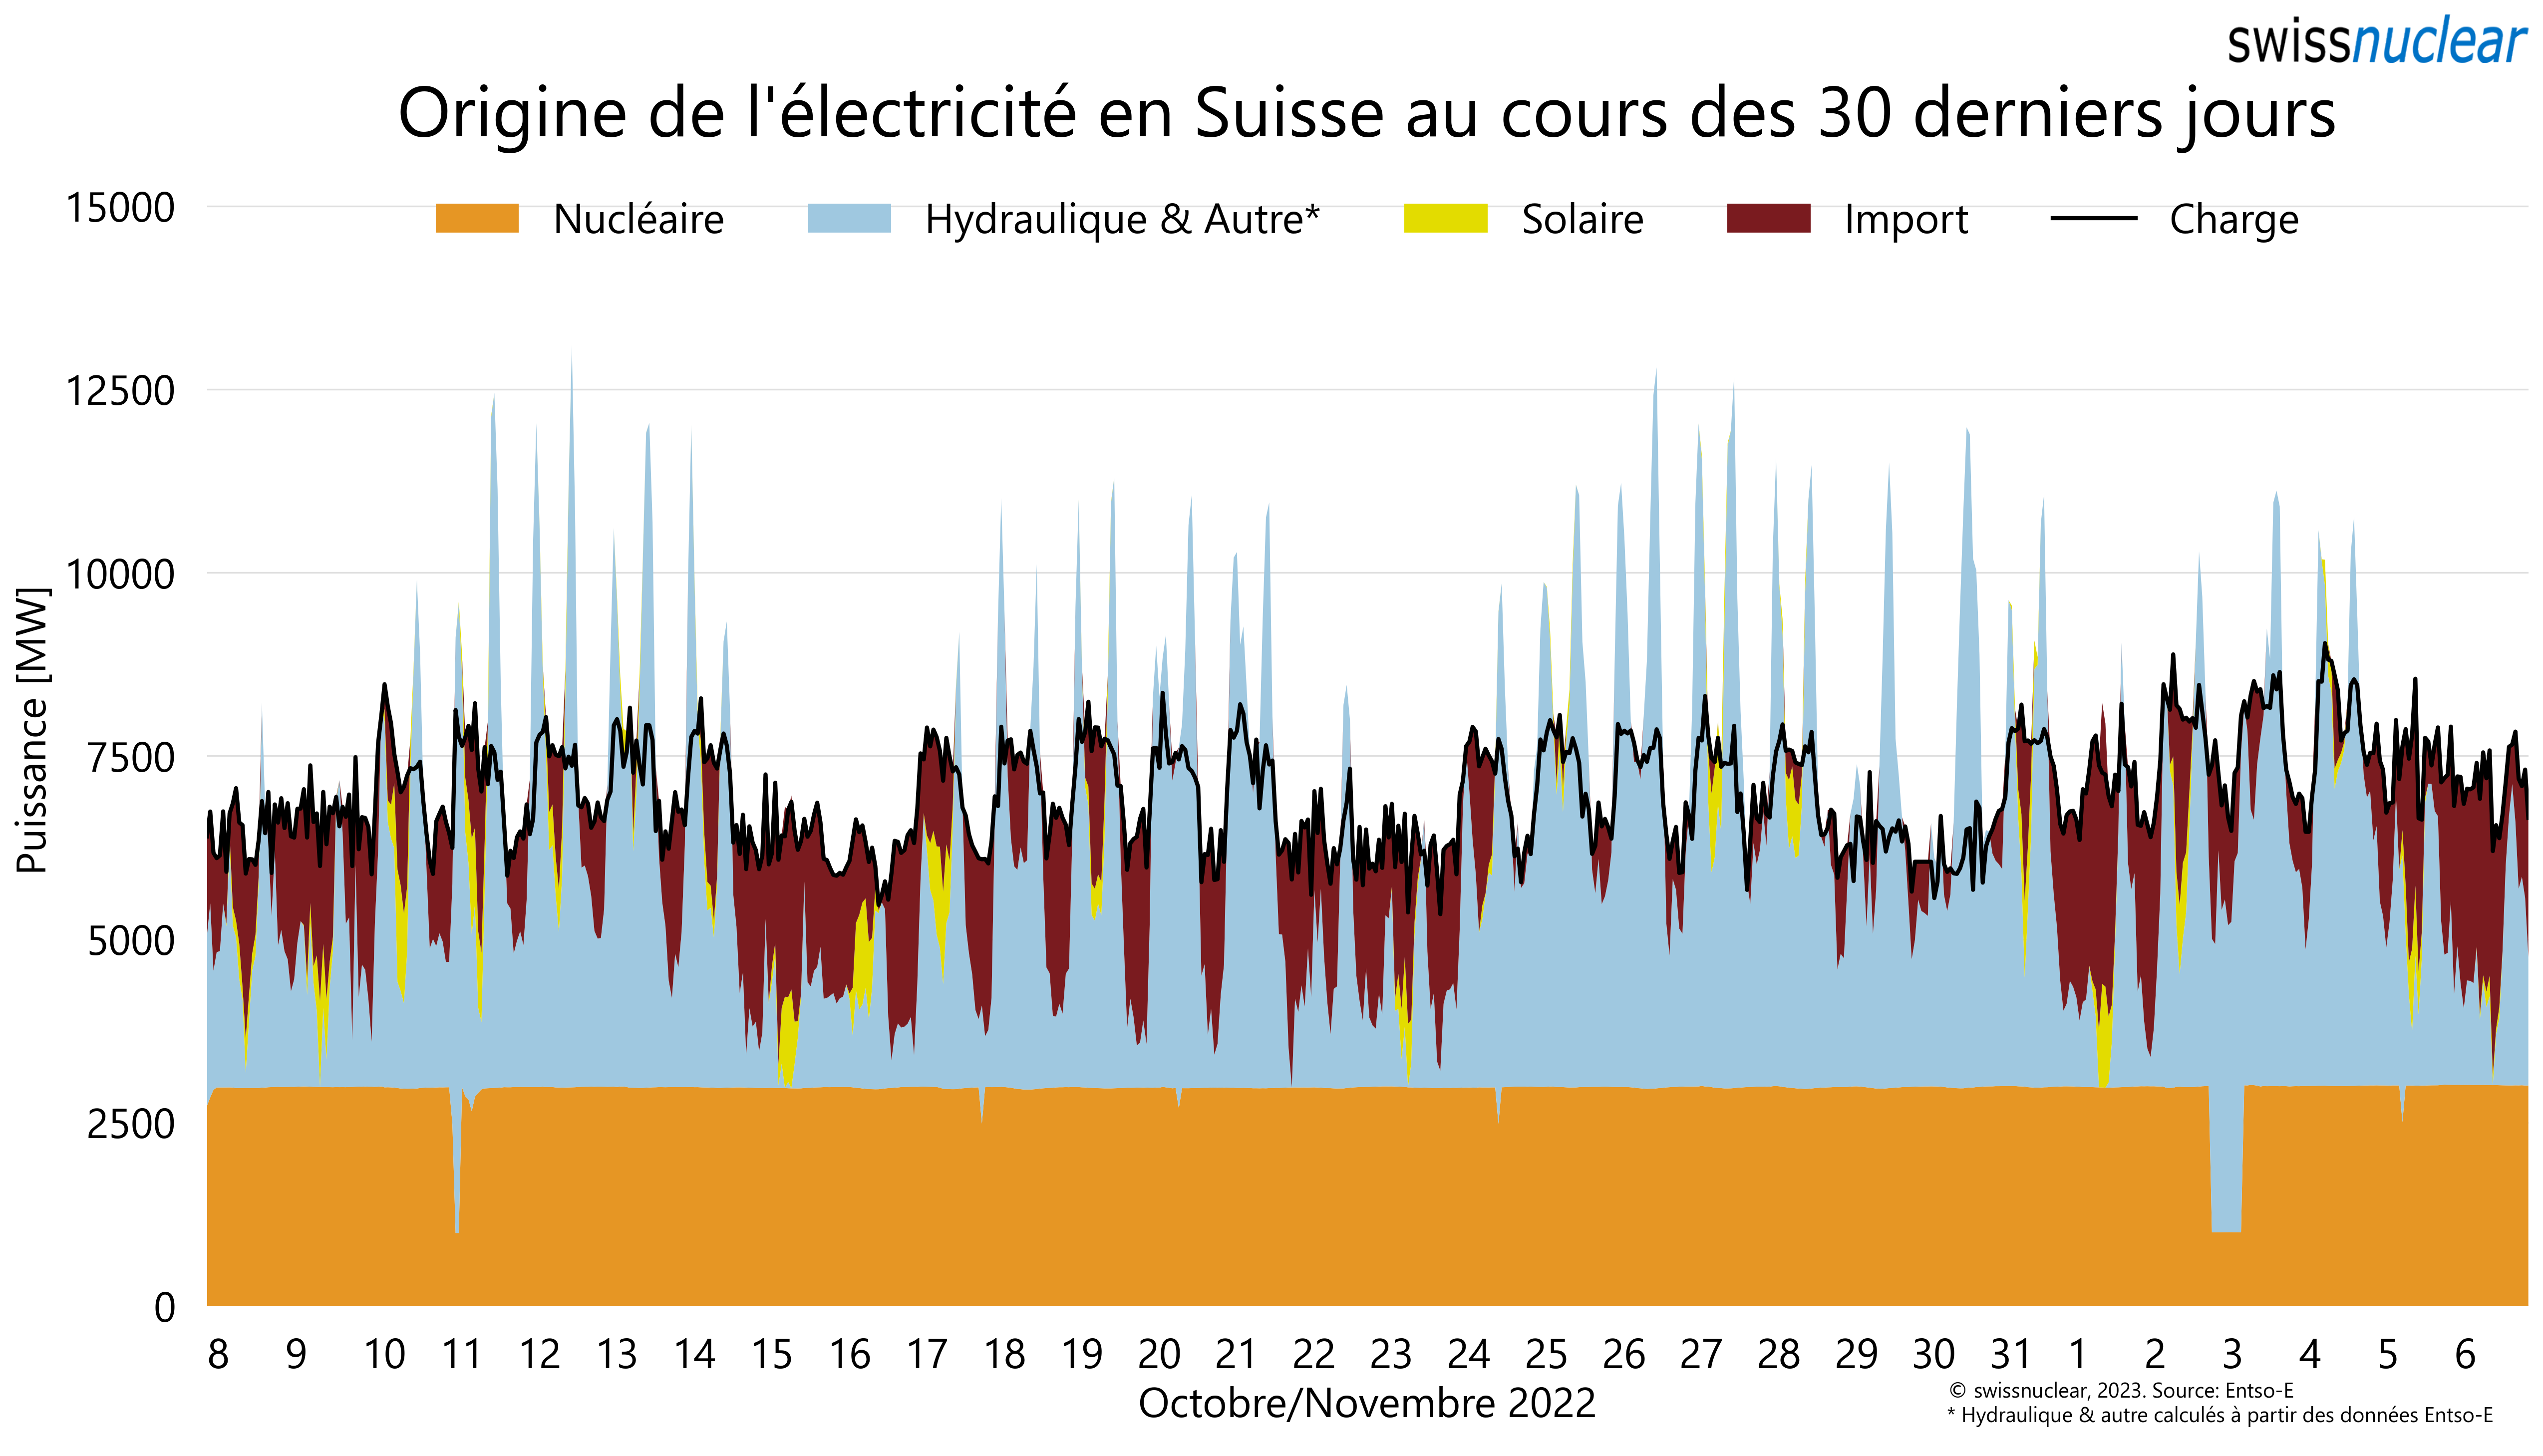 swissnuclear
Origine de l'électricité en Suisse au cours des 30 derniers jours
Nucléaire Hydraulique & Autre* Solaire Import Charge
Puissance [MW]
15000
12500
10000
7500
5000
2500
0
8 9 10 11 12 13 14 15 16 17 18 19 20 21 22 23 24 25 26 27 28 29 30 31 1 2 3 4 5 6
Octobre/Novembre 2022
© swissnuclear, 2023. Source: Entso-E
* Hydraulique & autre calculés à partir des données Entso-E